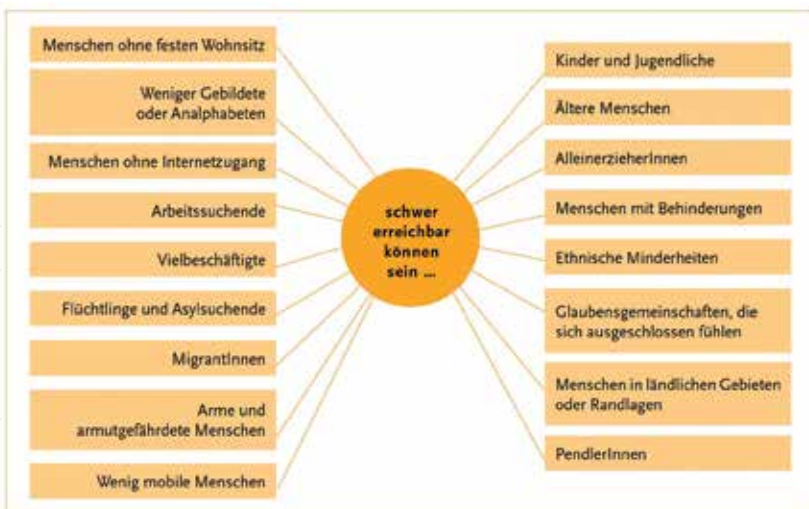 Menschen ohne festen Wohnsitz
Weniger Gebildete
oder Analphabeten
Menschen ohne Internetzugang
Arbeitssuchende
Vielbeschäftigte
Flüchtlinge und Asylsuchende
MigrantInnen
Arme und
armutgefährdete Menschen
Wenig mobile Menschen
schwer
erreichbar
können
sein ...
Kinder und Jugendliche
Ältere Menschen
AlleinerzieherInnen
Menschen mit Behinderungen
Ethnische Minderheiten
Glaubensgemeinschaften, die
sich ausgeschlossen fühlen
Menschen in ländlichen Gebieten
oder Randlagen
PendlerInnen